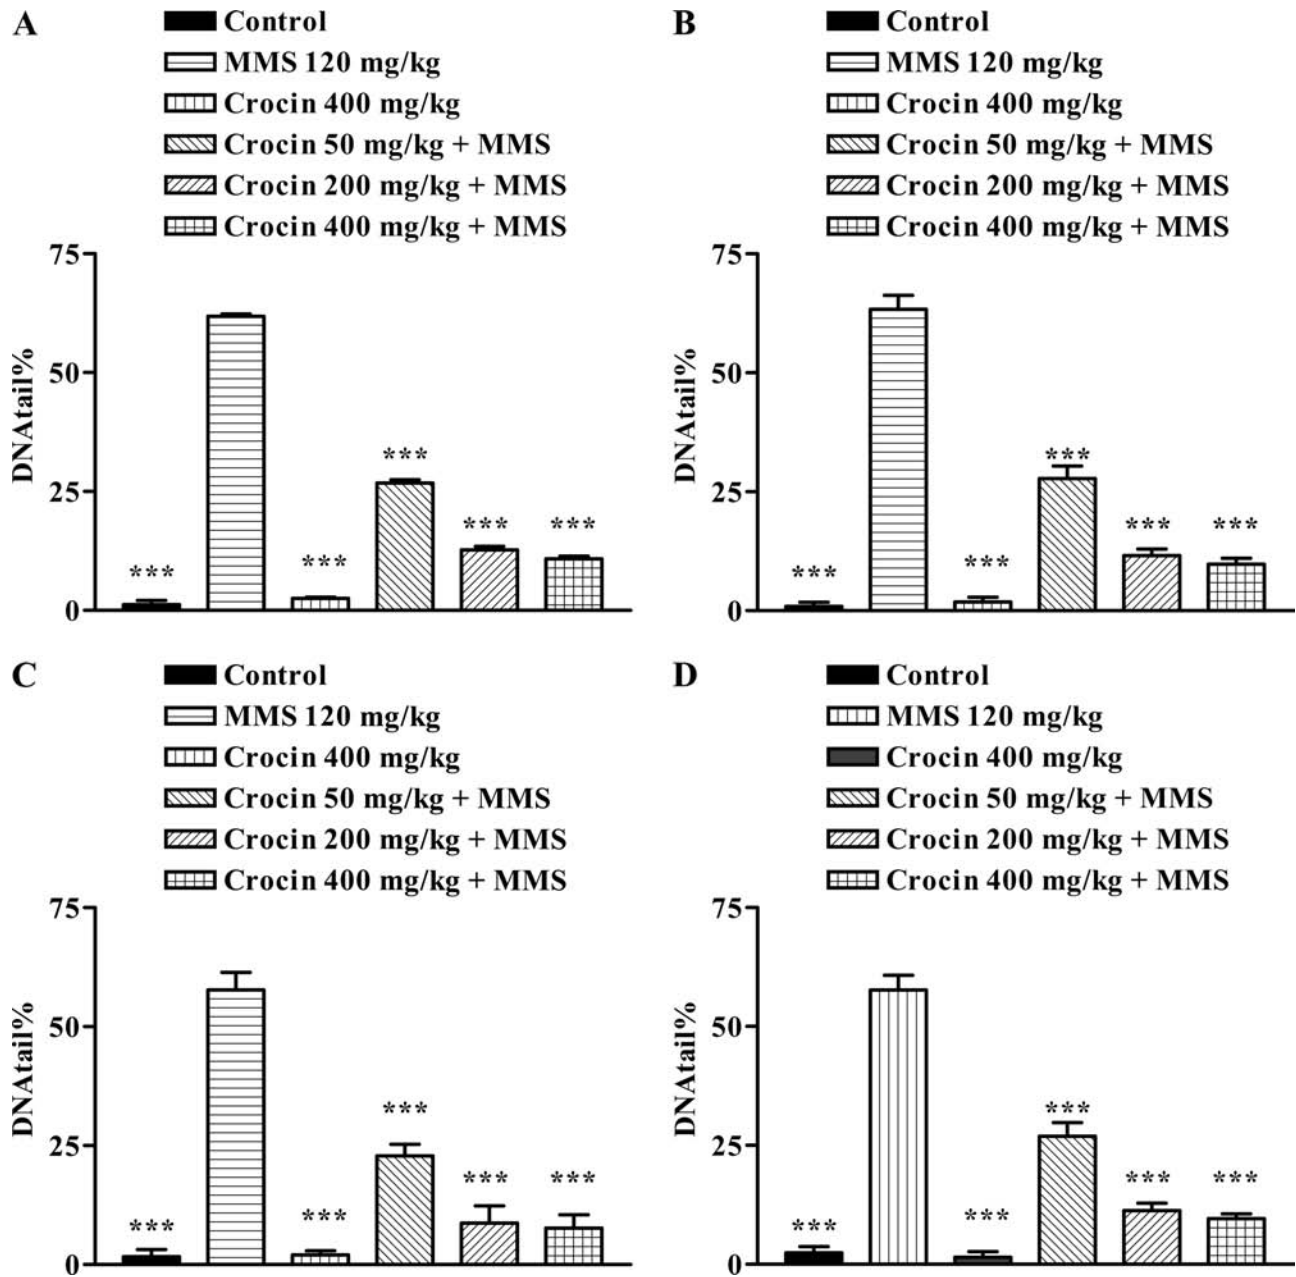 A
Control
MMS 120 mg/kg
Crocin 400 mg/kg
Crocin 50 mg/kg + MMS
Crocin 200 mg/kg + MMS
Crocin 400 mg/kg + MMS
75
50
25
0
DNAtail%
***
***
***
***
***
B
Control
MMS 120 mg/kg
Crocin 400 mg/kg
Crocin 50 mg/kg + MMS
Crocin 200 mg/kg + MMS
Crocin 400 mg/kg + MMS
75
50
25
0
DNAtail%
***
***
***
***
***
C
Control
MMS 120 mg/kg
Crocin 400 mg/kg
Crocin 50 mg/kg + MMS
Crocin 200 mg/kg + MMS
Crocin 400 mg/kg + MMS
75
50
25
0
DNAtail%
***
***
***
***
***
D
Control
MMS 120 mg/kg
Crocin 400 mg/kg
Crocin 50 mg/kg + MMS
Crocin 200 mg/kg + MMS
Crocin 400 mg/kg + MMS
75
50
25
0
DNAtail%
***
***
***
***
***